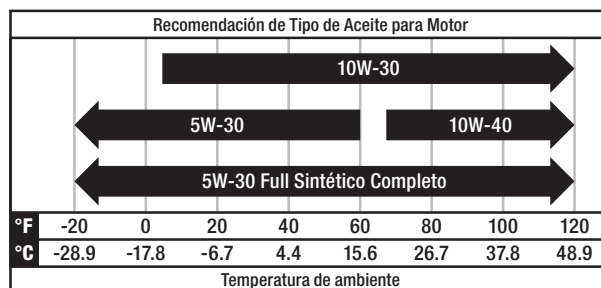 Recomendación de Tipo de Aceite para Motor
10W-30
5W-30 10W-40
5W-30 Full Sintético Completo
°F -20 0 20 40 60 80 100 120
°C -28.9 -17.8 -6.7 4.4 15.6 26.7 37.8 48.9
Temperatura de ambiente